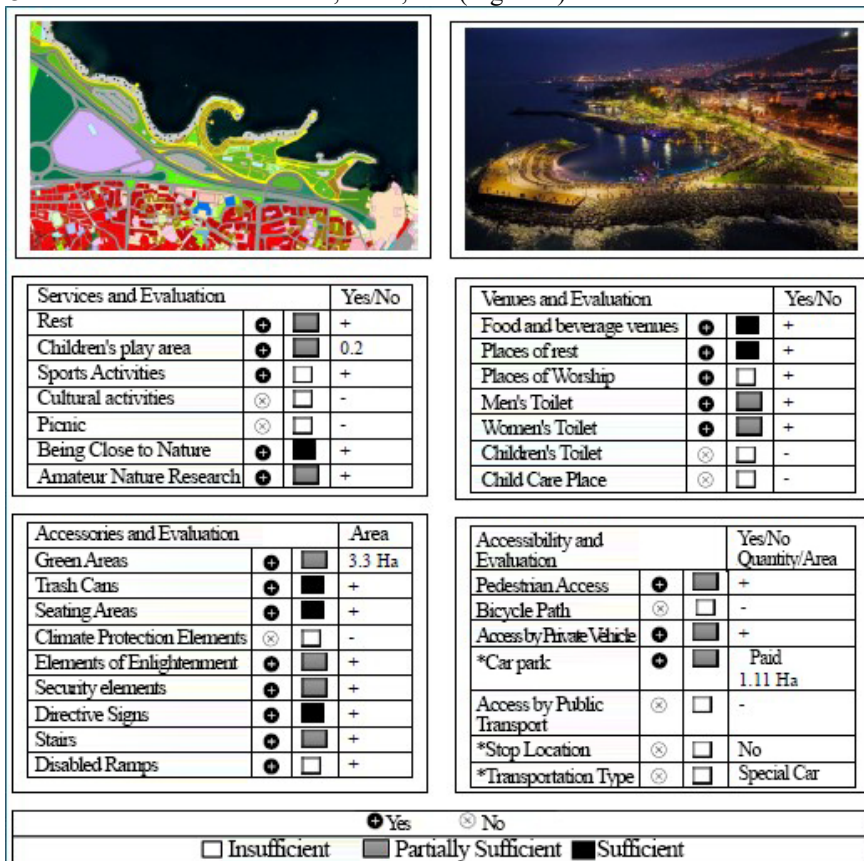 Services and Evaluation Yes/No
Rest +
Children's play area 0.2
Sports Activities +
Cultural activities -
Picnic -
Being Close to Nature +
Amateur Nature Research +
Venues and Evaluation Yes/No
Food and beverage venues +
Places of rest +
Places of Worship +
Men's Toilet +
Women's Toilet +
Children's Toilet -
Child Care Place -
Accessories and Evaluation Area
Green Areas 3.3 Ha
Trash Cans +
Seating Areas +
Climate Protection Elements -
Elements of Enlightenment +
Security elements +
Directive Signs +
Stairs +
Disabled Ramps +
Accessibility and Evaluation Yes/No Quantity/Area
Pedestrian Access +
Bicycle Path -
Access by Private Vehicle +
*Car park Paid 1.11 Ha
Access by Public Transport -
*Stop Location No
*Transportation Type Special Car
Yes No
Insufficient Partially Sufficient Sufficient